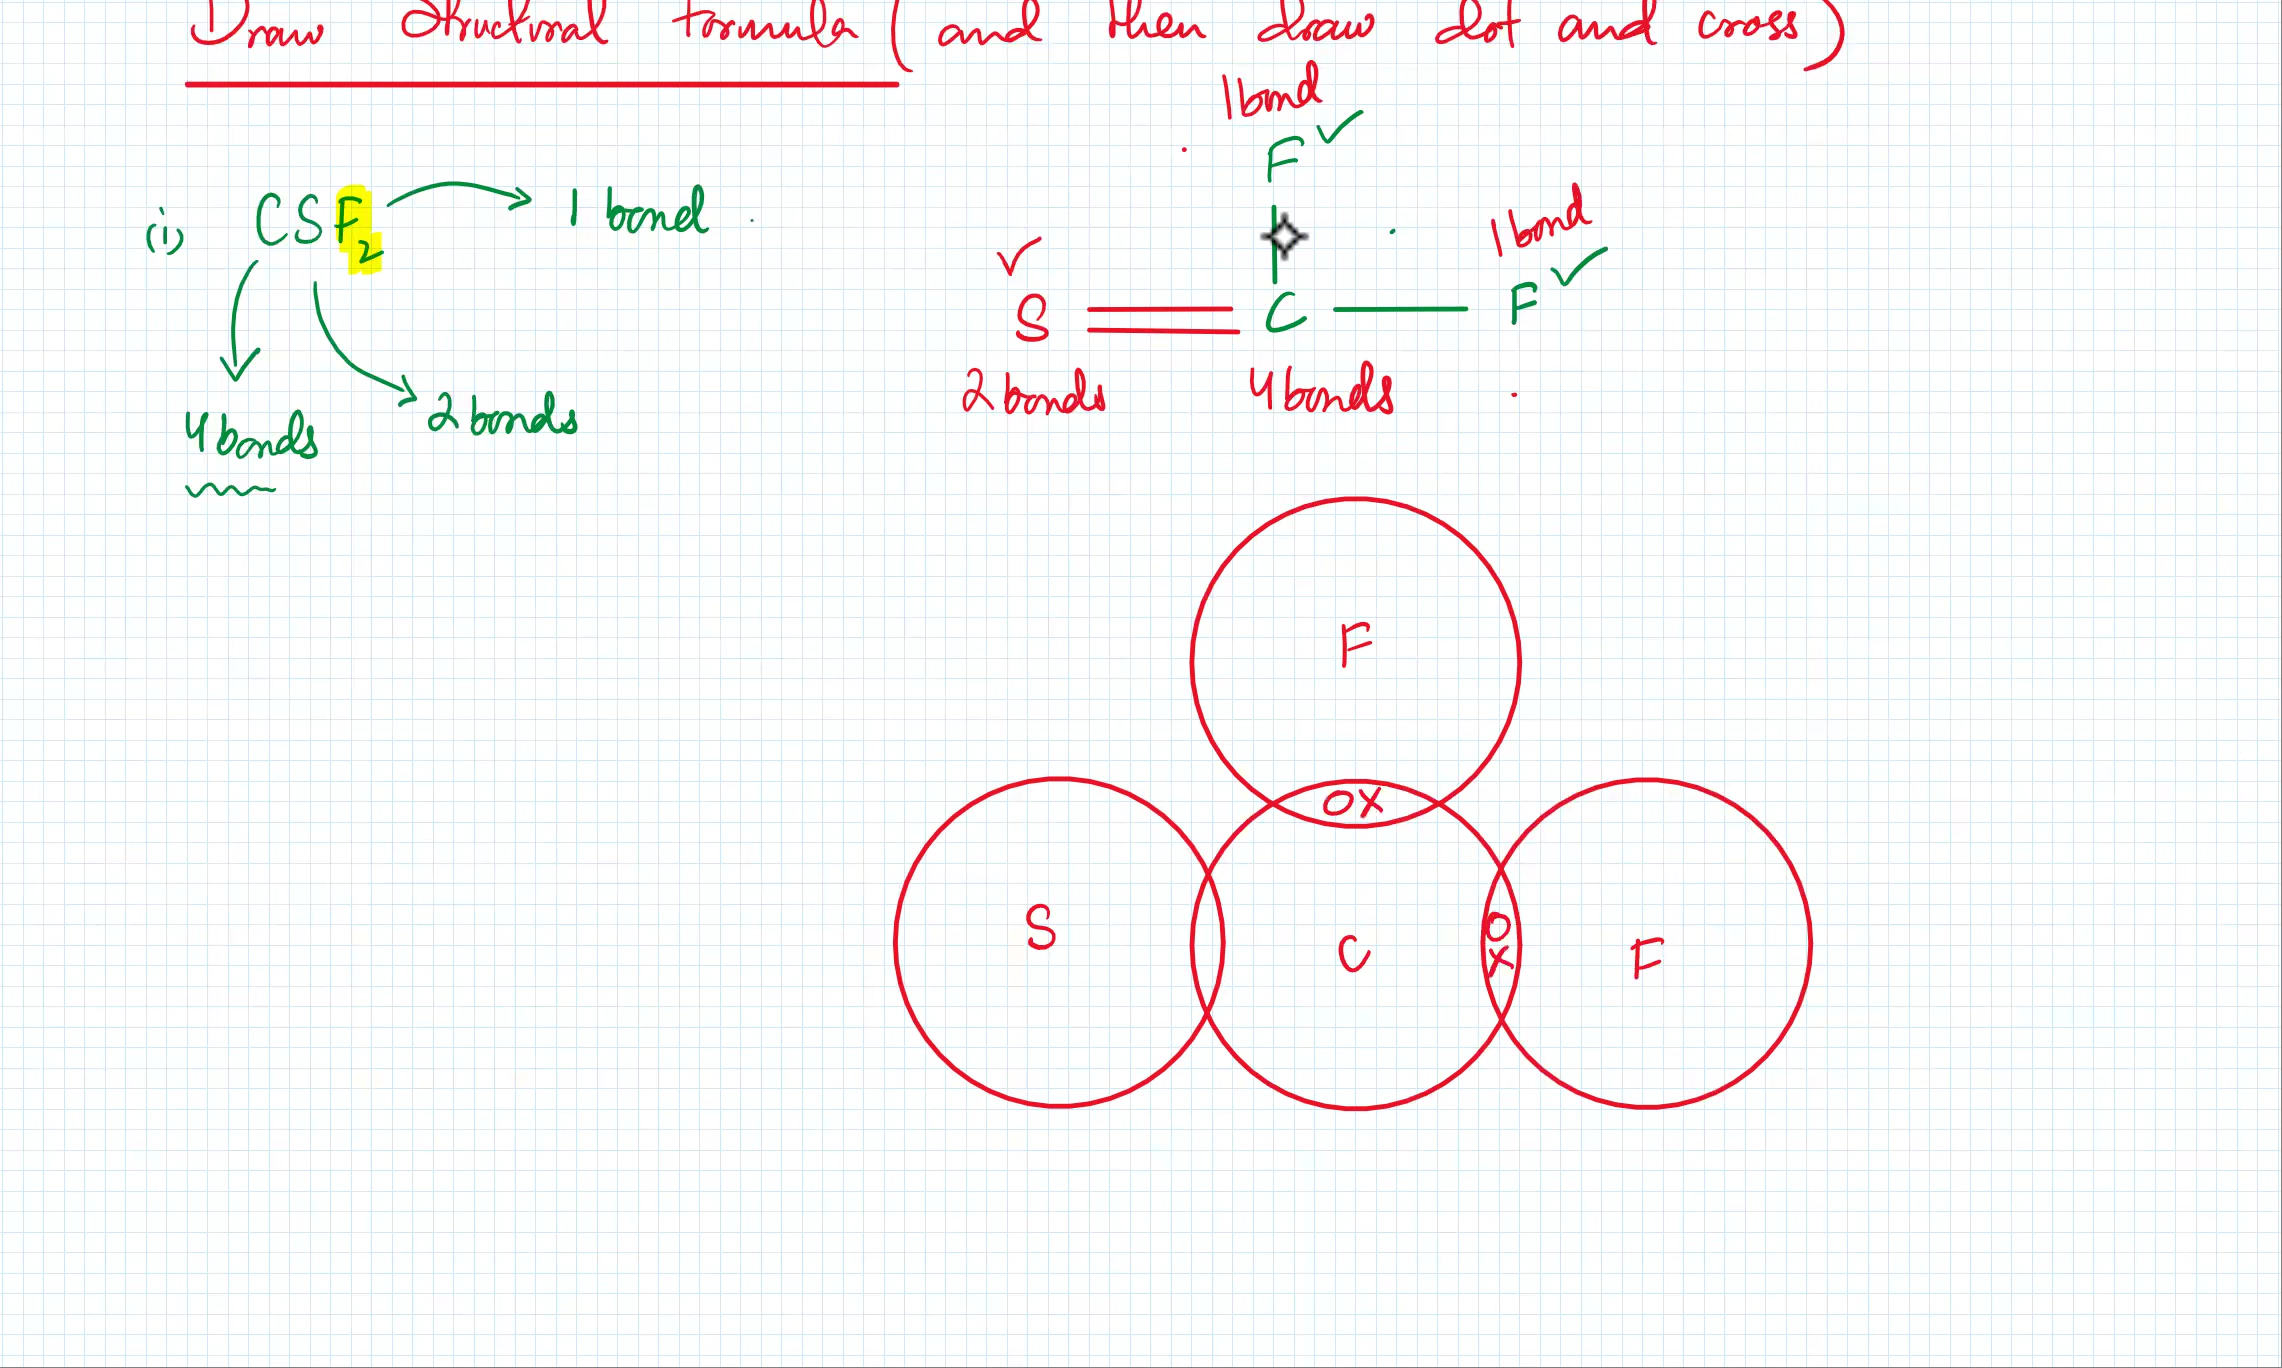 Draw Structural formula (and then draw dot and cross)
(i) CSF₂ → 1 bond
4 bonds
2 bonds
1 bond
F ✓
1 bond
✓
S = C — F ✓
2 bonds 4 bonds
F
OX
S C O F
X